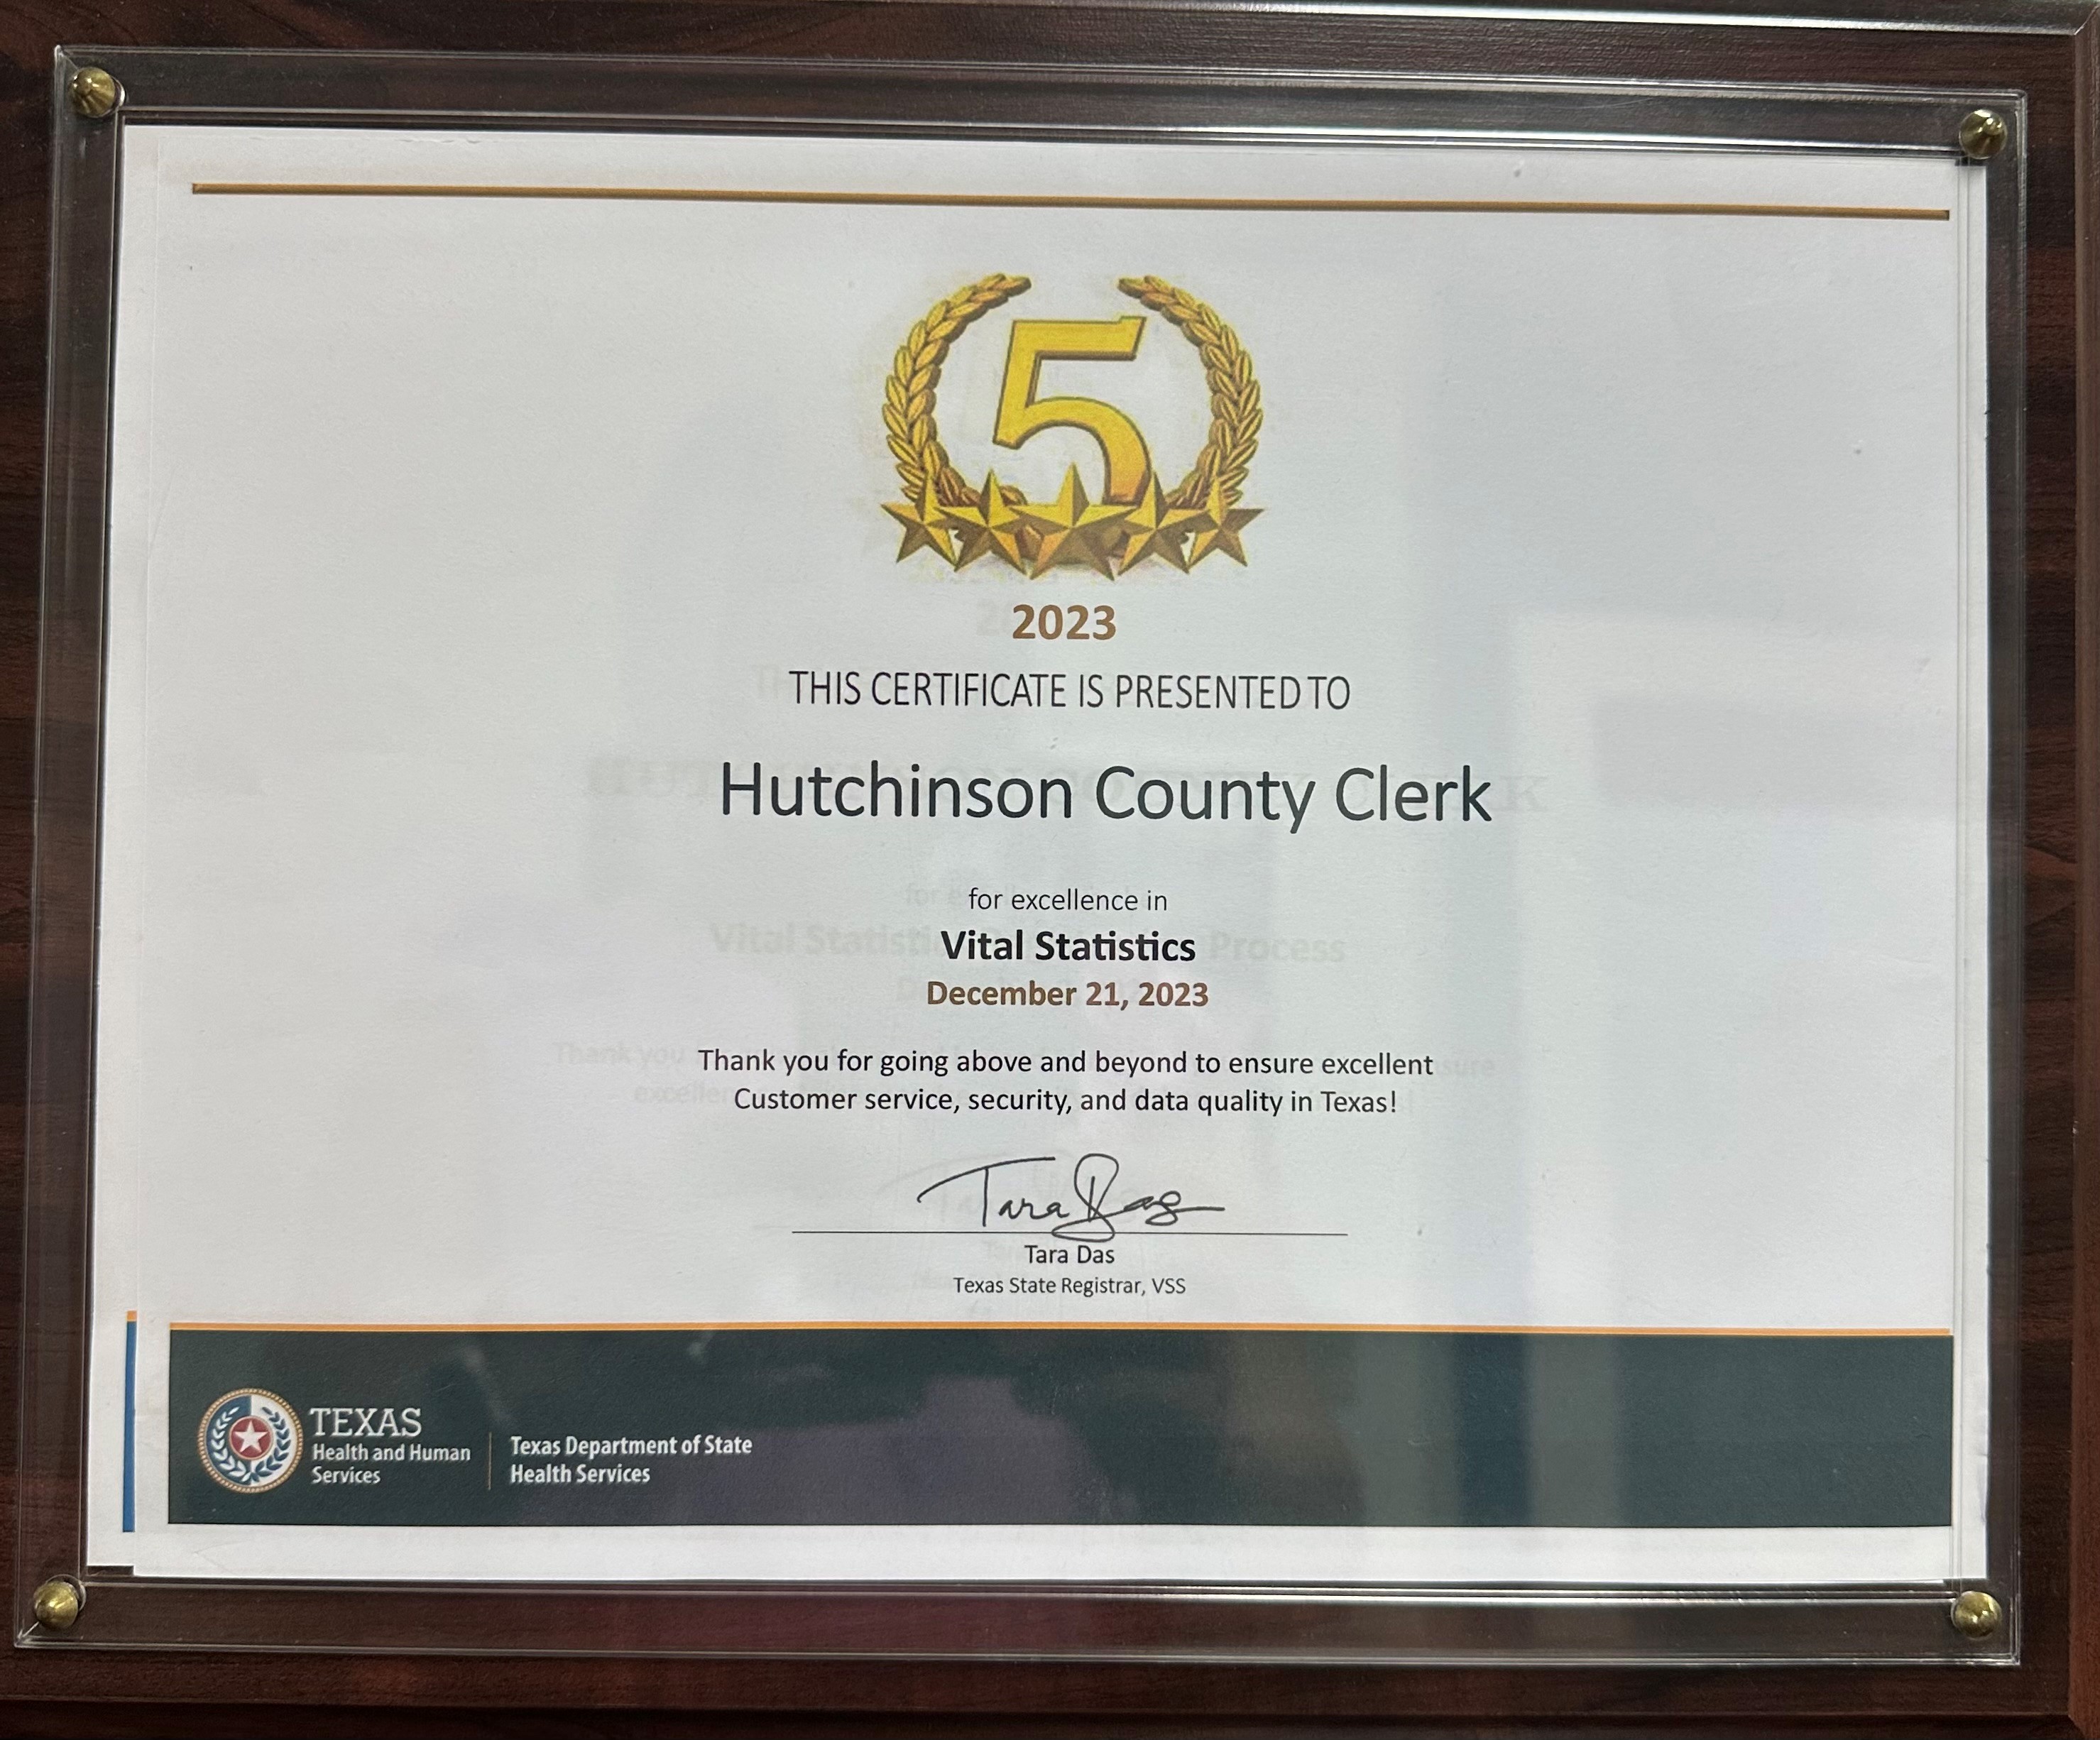 5
2023
THIS CERTIFICATE IS PRESENTED TO
Hutchinson County Clerk
for excellence in
Vital Statistics
December 21, 2023
Thank you for going above and beyond to ensure excellent
Customer service, security, and data quality in Texas!
Tara Das
Tara Das
Texas State Registrar, VSS
TEXAS
Health and Human
Services
Texas Department of State
Health Services